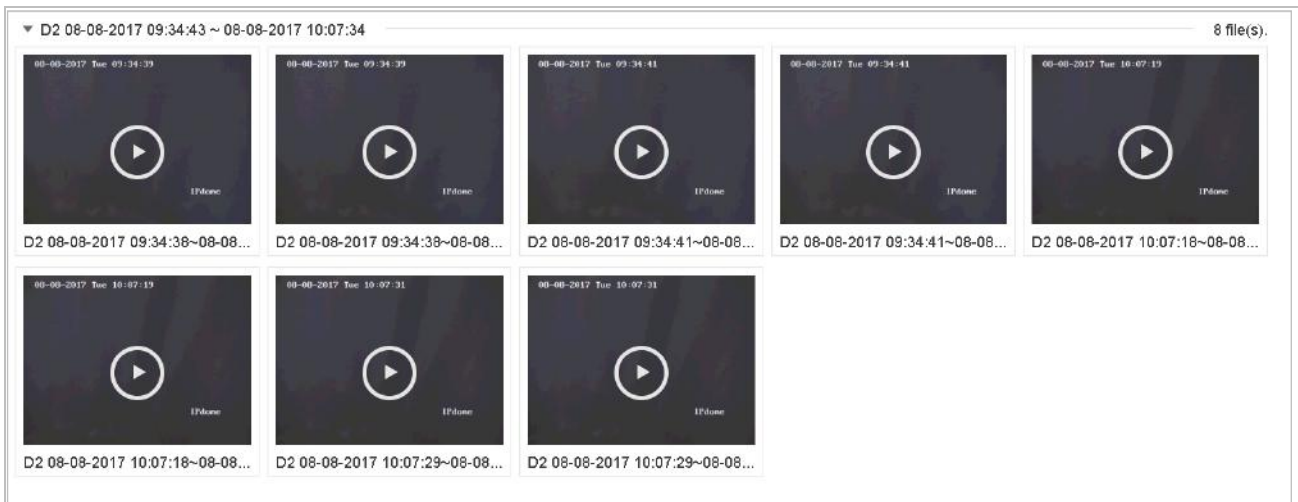 D2 08-08-2017 09:34:43 ~ 08-08-2017 10:07:34 8 file(s).
08-08-2017 Tue 09:34:39
IPdome
D2 08-08-2017 09:34:38~08-08...
08-08-2017 Tue 09:34:39
IPdome
D2 08-08-2017 09:34:38~08-08...
08-08-2017 Tue 09:34:41
IPdome
D2 08-08-2017 09:34:41~08-08...
08-08-2017 Tue 09:34:41
IPdome
D2 08-08-2017 09:34:41~08-08...
08-08-2017 Tue 10:07:19
IPdome
D2 08-08-2017 10:07:18~08-08...
08-08-2017 Tue 10:07:19
IPdome
D2 08-08-2017 10:07:18~08-08...
08-08-2017 Tue 10:07:31
IPdome
D2 08-08-2017 10:07:29~08-08...
08-08-2017 Tue 10:07:31
IPdome
D2 08-08-2017 10:07:29~08-08...